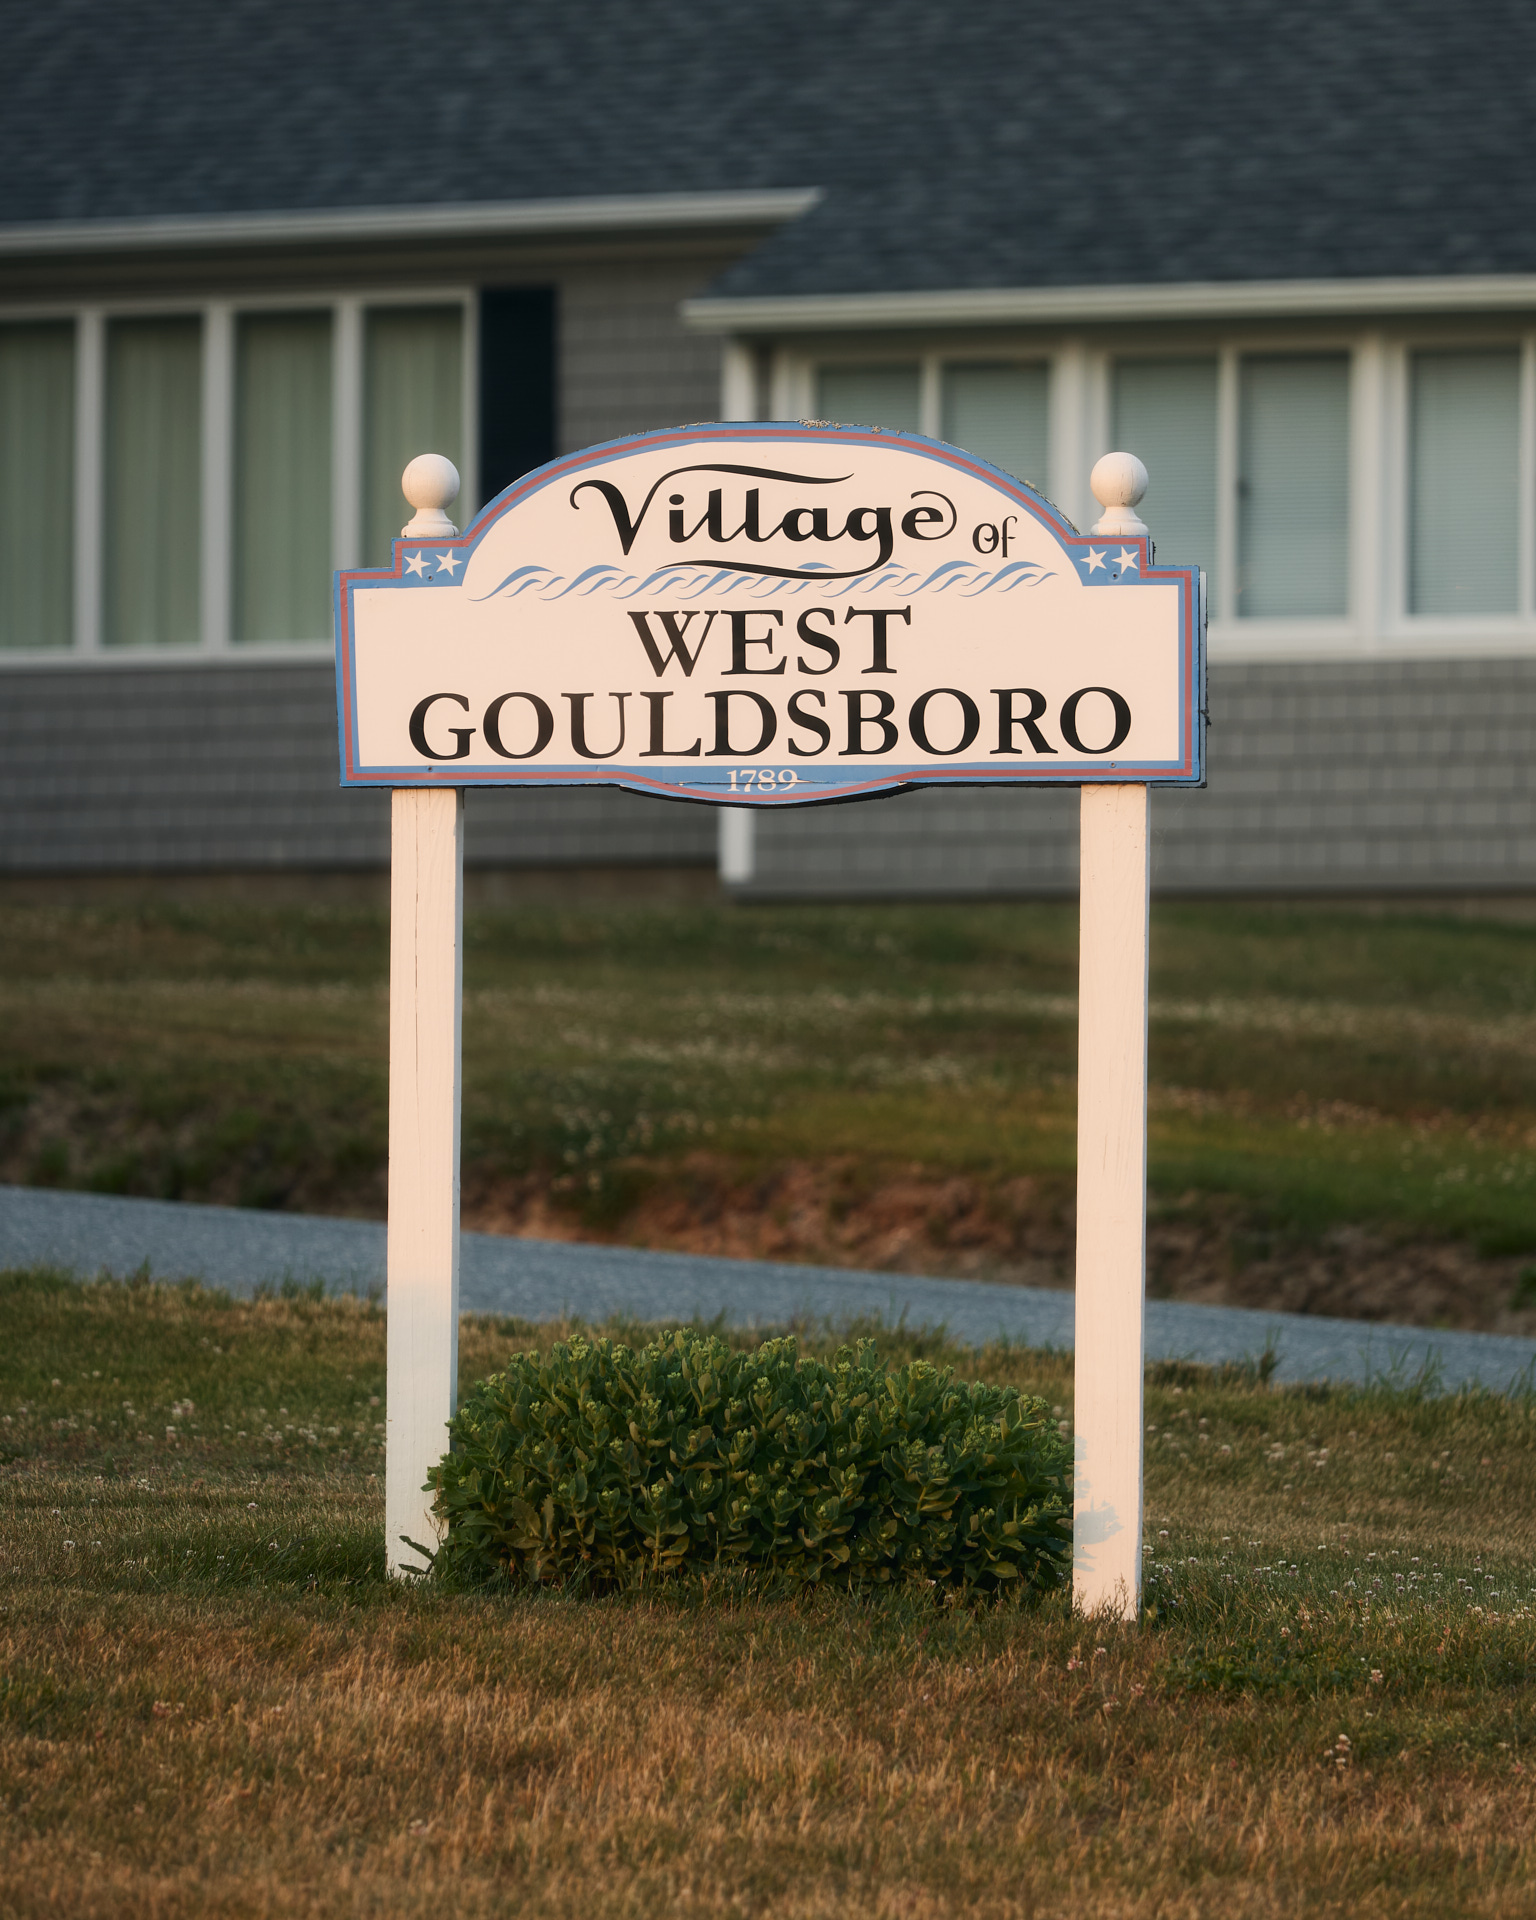 Village of
WEST
GOULDSBORO
1789